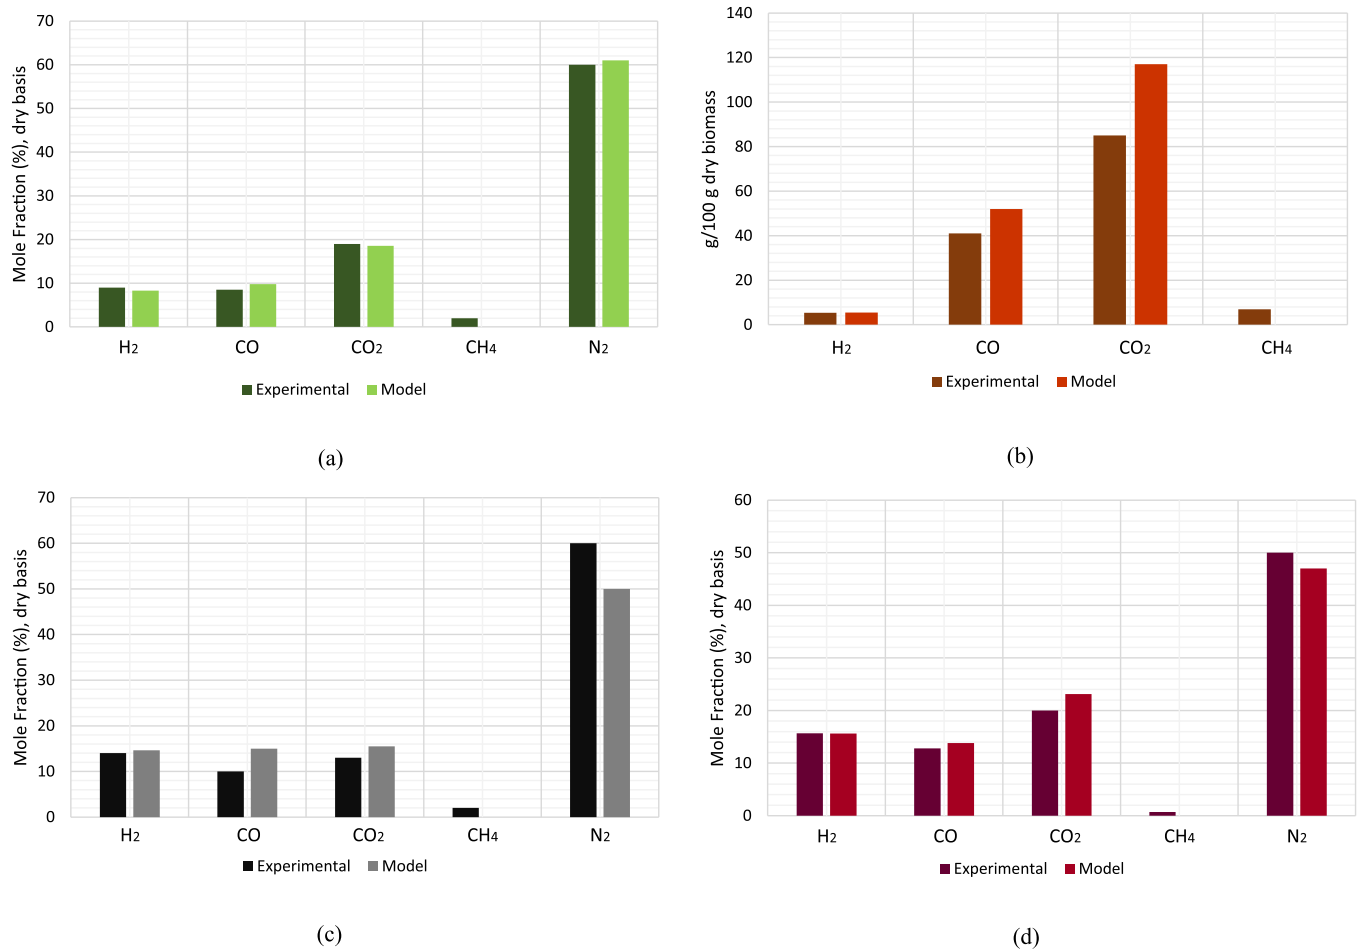 Mole Fraction (%), dry basis
70
60
50
40
30
20
10
0
H2 CO CO2 CH4 N2
Experimental Model
(a)
g/100 g dry biomass
140
120
100
80
60
40
20
0
H2 CO CO2 CH4
Experimental Model
(b)
Mole Fraction (%), dry basis
70
60
50
40
30
20
10
0
H2 CO CO2 CH4 N2
Experimental Model
(c)
Mole Fraction (%), dry basis
60
50
40
30
20
10
0
H2 CO CO2 CH4 N2
Experimental Model
(d)